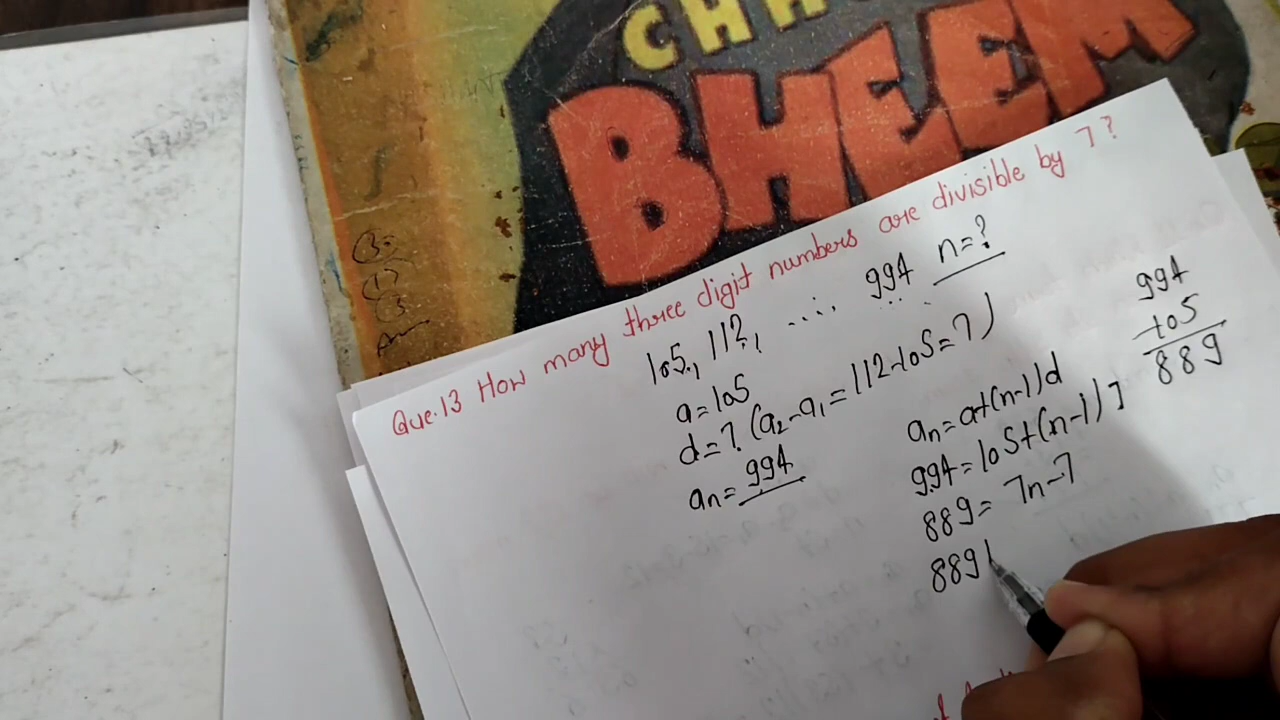 CHHO
BHEEM
Que.13 How many three digit numbers are divisible by 7?
105, 112, ..... 994 n=?
a=105
d=? (a₂-a₁=112-105=7)
an=994
an=a+(n-1)d
994=105+(n-1)7
889=7n-7
889
994
-105
889